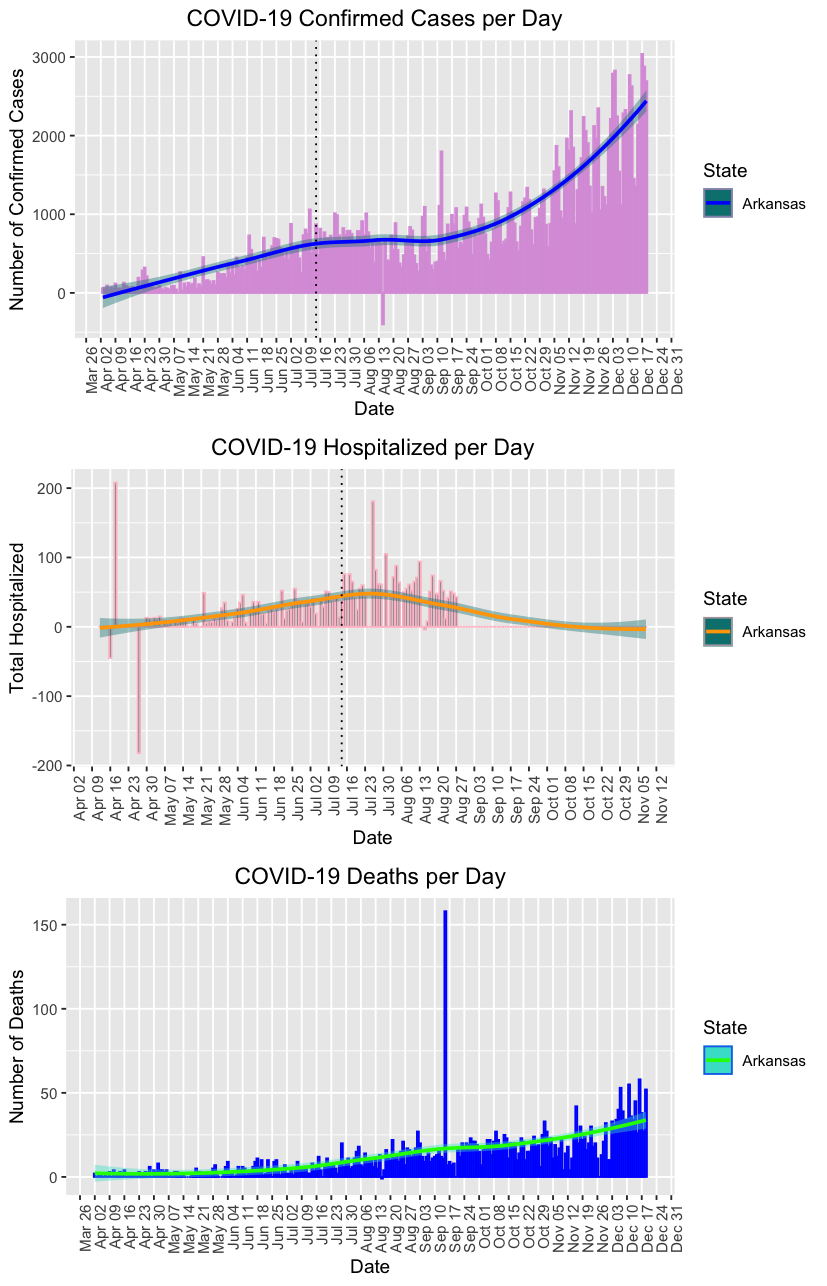 COVID-19 Confirmed Cases per Day
Number of Confirmed Cases
3000
2000
1000
0
Mar 26
Apr 02
Apr 09
Apr 16
Apr 23
Apr 30
May 07
May 14
May 21
May 28
Jun 04
Jun 11
Jun 18
Jun 25
Jul 02
Jul 09
Jul 16
Jul 23
Jul 30
Aug 06
Aug 13
Aug 20
Aug 27
Sep 03
Sep 10
Sep 17
Sep 24
Oct 01
Oct 08
Oct 15
Oct 22
Oct 29
Nov 05
Nov 12
Nov 19
Nov 26
Dec 03
Dec 10
Dec 17
Dec 24
Dec 31
Date
State
Arkansas
COVID-19 Hospitalized per Day
Total Hospitalized
200
100
0
-100
-200
Apr 02
Apr 09
Apr 16
Apr 23
Apr 30
May 07
May 14
May 21
May 28
Jun 04
Jun 11
Jun 18
Jun 25
Jul 02
Jul 09
Jul 16
Jul 23
Jul 30
Aug 06
Aug 13
Aug 20
Aug 27
Sep 03
Sep 10
Sep 17
Sep 24
Oct 01
Oct 08
Oct 15
Oct 22
Oct 29
Nov 05
Nov 12
Date
State
Arkansas
COVID-19 Deaths per Day
Number of Deaths
150
100
50
0
Mar 26
Apr 02
Apr 09
Apr 16
Apr 23
Apr 30
May 07
May 14
May 21
May 28
Jun 04
Jun 11
Jun 18
Jun 25
Jul 02
Jul 09
Jul 16
Jul 23
Jul 30
Aug 06
Aug 13
Aug 20
Aug 27
Sep 03
Sep 10
Sep 17
Sep 24
Oct 01
Oct 08
Oct 15
Oct 22
Oct 29
Nov 05
Nov 12
Nov 19
Nov 26
Dec 03
Dec 10
Dec 17
Dec 24
Dec 31
Date
State
Arkansas